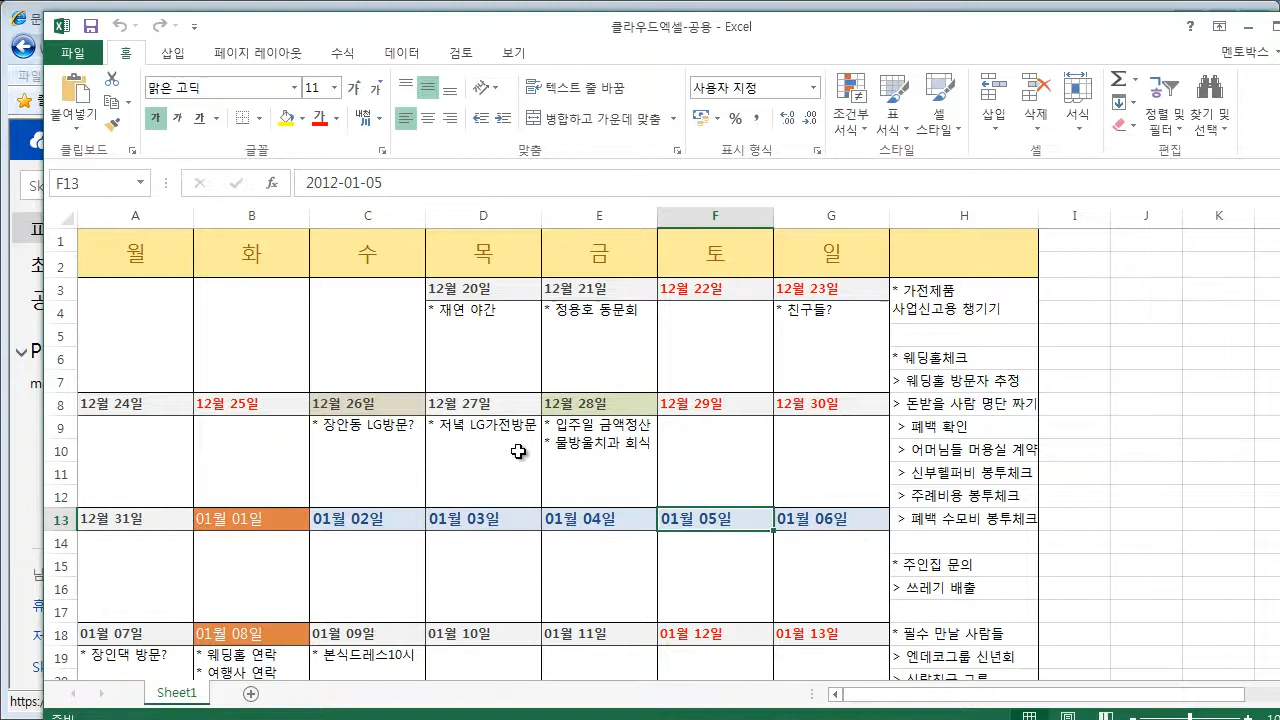 클라우드엑셀-공용 - Excel
파일 홈 삽입 페이지 레이아웃 수식 데이터 검토 보기
멘토박스
붙여넣기
맑은 고딕 11
가 가 가 가 내천
텍스트 줄 바꿈
병합하고 가운데 맞춤
사용자 지정
% ,
조건부 서식
표 서식
셀 스타일
삽입 삭제 서식
정렬 및 필터
찾기 및 선택
클립보드 글꼴 맞춤 표시 형식 스타일 셀 편집
F13 fx 2012-01-05
A B C D E F G H I J K
1 월 화 수 목 금 토 일
2
3 12월 20일 12월 21일 12월 22일 12월 23일 * 가전제품
사업신고용 챙기기
4 * 재연 야간 * 정용호 동문회 * 친구들?
5
6 * 웨딩홀체크
7 > 웨딩홀 방문자 추정
8 12월 24일 12월 25일 12월 26일 12월 27일 12월 28일 12월 29일 12월 30일 > 돈받을 사람 명단 짜기
9 * 장안동 LG방문? * 저녁 LG가전방문 * 입주일 금액정산 > 폐백 확인
* 물방울치과 회식
10 > 어머님들 머용실 계약
11 > 신부헬퍼비 봉투체크
12 > 주례비용 봉투체크
13 12월 31일 01월 01일 01월 02일 01월 03일 01월 04일 01월 05일 01월 06일 > 폐백 수모비 봉투체크
14
15 * 주인집 문의
16 > 쓰레기 배출
17
18 01월 07일 01월 08일 01월 09일 01월 10일 01월 11일 01월 12일 01월 13일 * 필수 만날 사람들
19 * 장인댁 방문? * 웨딩홀 연락 * 본식드레스10시 > 엔데코그룹 신년회
* 여행사 연락
Sheet1
https:/